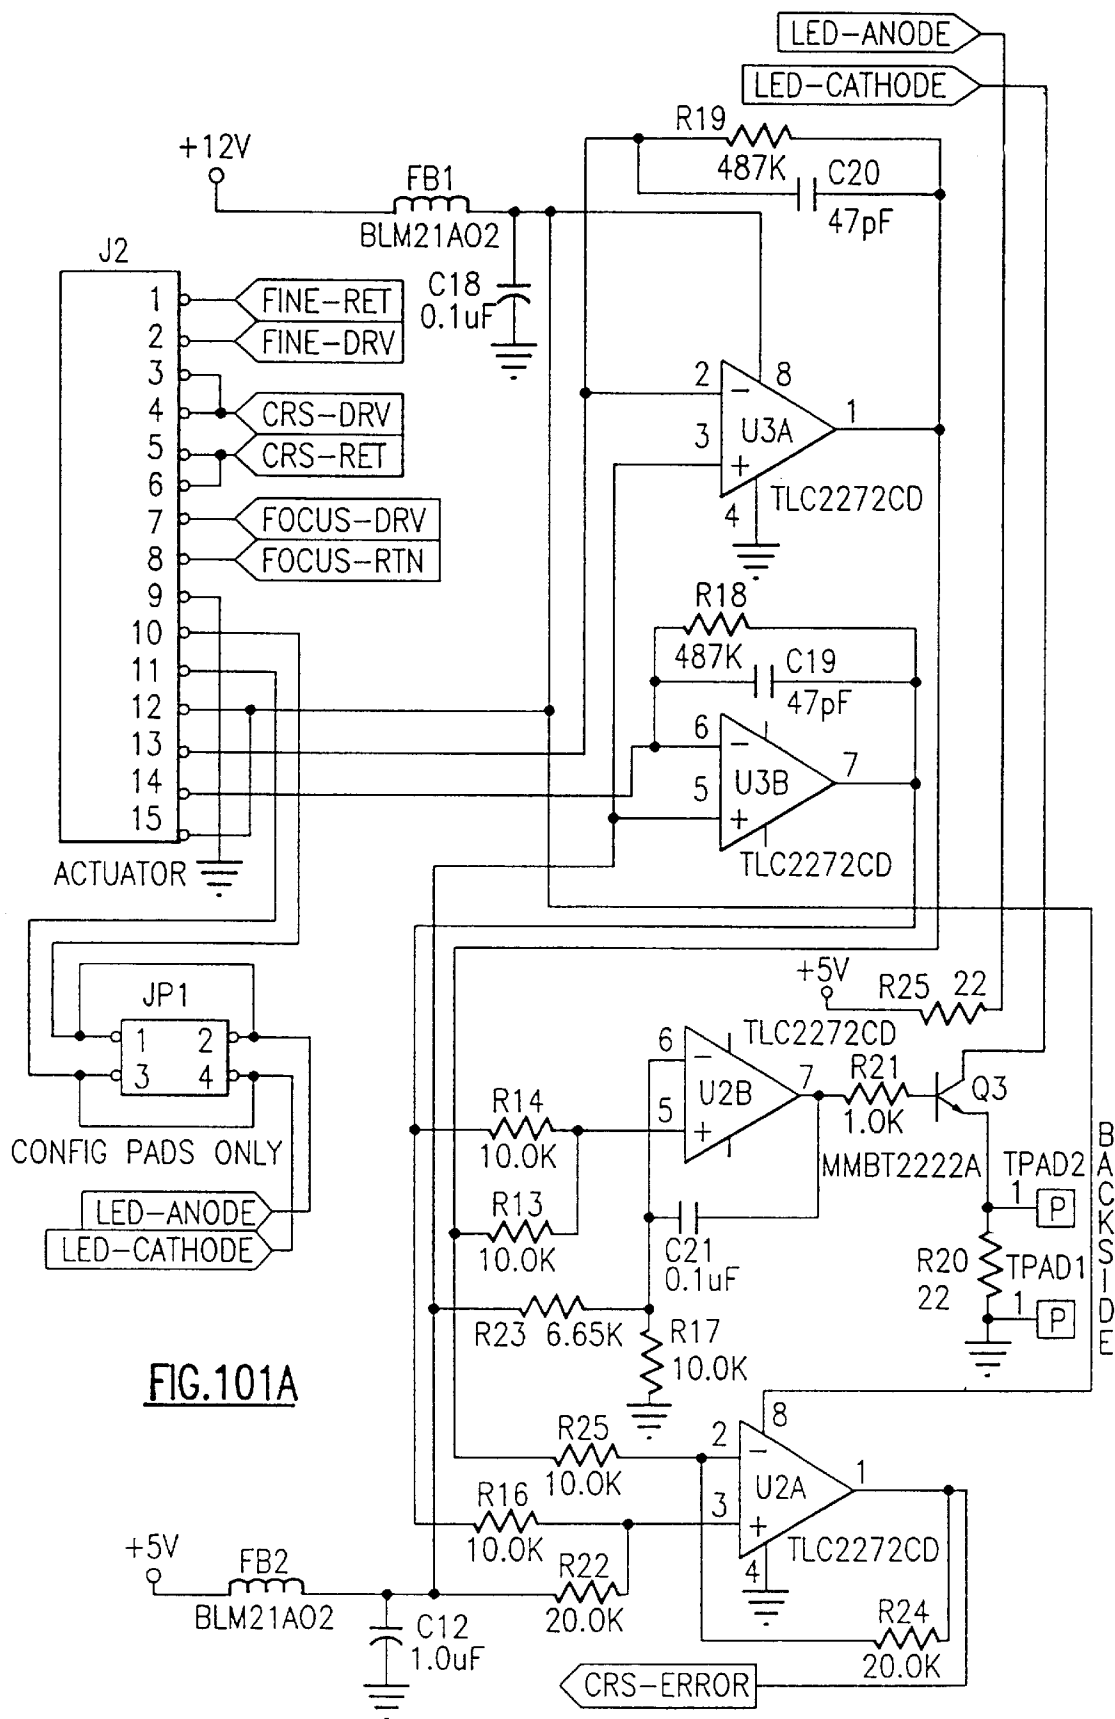 LED-ANODE
LED-CATHODE
R19
487K
C20
47pF
+12V
FB1
BLM21A02
C18
0.1uF
J2
1
FINE-RET
2
FINE-DRV
3
4
CRS-DRV
5
CRS-RET
6
7
FOCUS-DRV
8
FOCUS-RTN
9
10
11
12
13
14
15
ACTUATOR
2
8
3
U3A
1
4
TLC2272CD
R18
487K
C19
47pF
6
5
U3B
7
TLC2272CD
JP1
1
2
3
4
CONFIG PADS ONLY
LED-ANODE
LED-CATHODE
+5V
R25 22
6
TLC2272CD
U2B
7
5
R21
1.0K
Q3
MMBT2222A
R14
10.0K
R13
10.0K
C21
0.1uF
R23 6.65K
R17
10.0K
TPAD2
1
P
R20
22
TPAD1
1
P
BACKSIDE
FIG.101A
R25
10.0K
2
8
U2A
1
3
4
TLC2272CD
R16
10.0K
R22
20.0K
+5V
FB2
BLM21A02
C12
1.0uF
R24
20.0K
CRS-ERROR